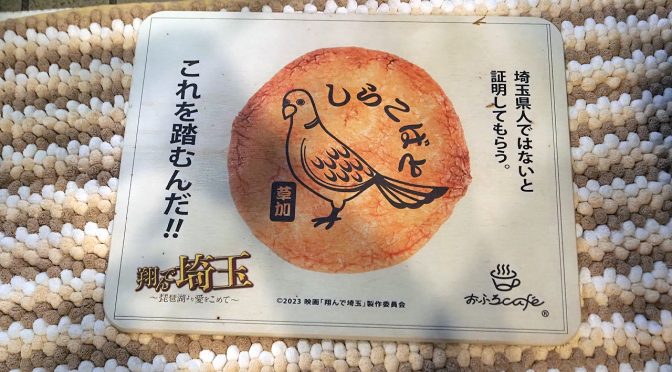 埼玉県人ではないと
証明してもらう。
しらこばと
草加
これを踏むんだ!!
翔んで埼玉
〜琵琶湖より愛をこめて〜
©2023 映画「翔んで埼玉」製作委員会
おふろcafe®